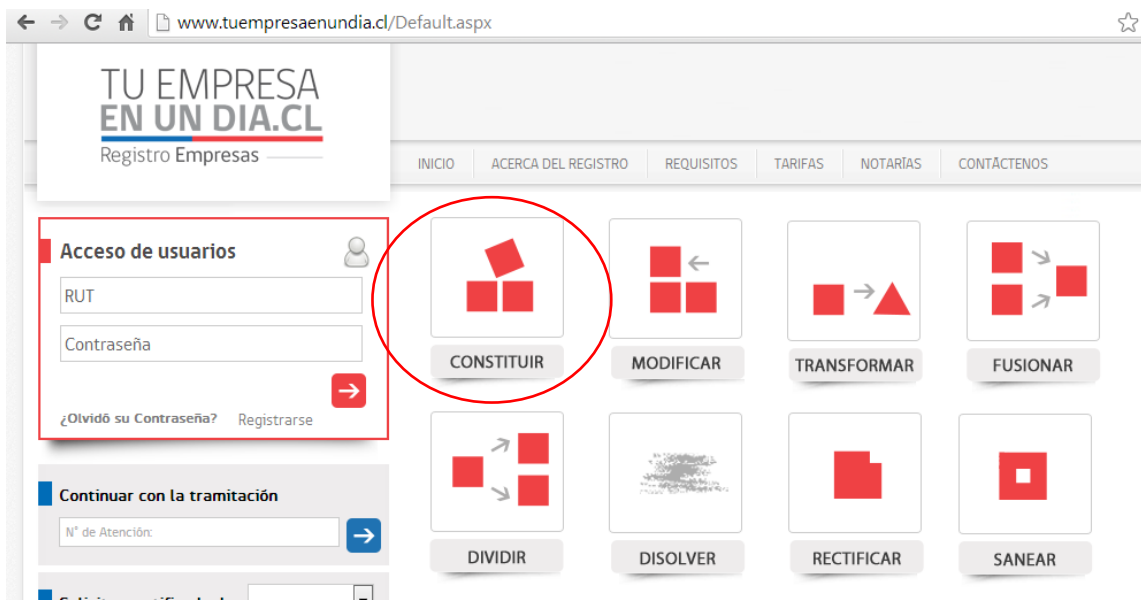 www.tuempresaenundia.cl/Default.aspx
TU EMPRESA
EN UN DIA.CL
Registro Empresas
INICIO ACERCA DEL REGISTRO REQUISITOS TARIFAS NOTARÍAS CONTÁCTENOS
Acceso de usuarios
RUT
Contraseña
¿Olvidó su Contraseña? Registrarse
CONSTITUIR MODIFICAR TRANSFORMAR FUSIONAR
Continuar con la tramitación
N° de Atención:
DIVIDIR DISOLVER RECTIFICAR SANEAR